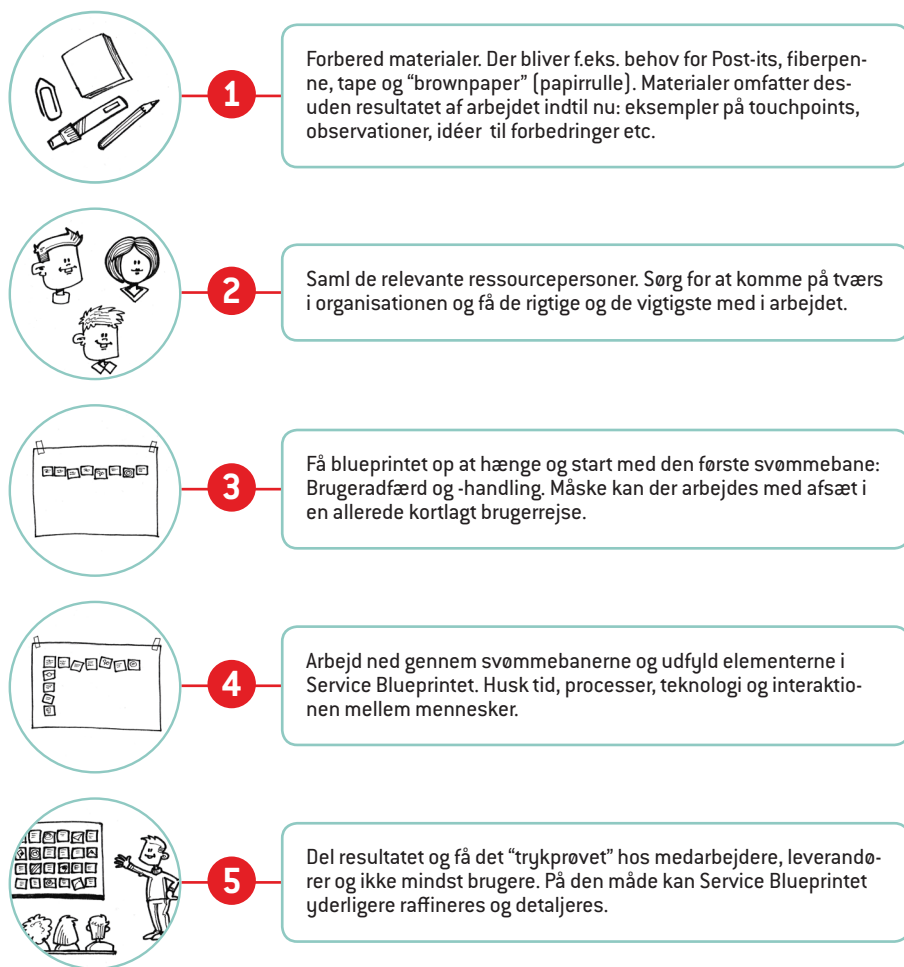 1
Forbered materialer. Der bliver f.eks. behov for Post-its, fiberpen-
ne, tape og “brownpaper” (papirrulle). Materialer omfatter des-
uden resultatet af arbejdet indtil nu: eksempler på touchpoints,
observationer, idéer til forbedringer etc.
2
Saml de relevante ressourcepersoner. Sørg for at komme på tværs
i organisationen og få de rigtige og de vigtigste med i arbejdet.
3
Få blueprintet op at hænge og start med den første svømmebane:
Brugeradfærd og -handling. Måske kan der arbejdes med afsæt i
en allerede kortlagt brugerrejse.
4
Arbejd ned gennem svømmebanerne og udfyld elementerne i
Service Blueprintet. Husk tid, processer, teknologi og interaktio-
nen mellem mennesker.
5
Del resultatet og få det “trykprøvet” hos medarbejdere, leverandø-
rer og ikke mindst brugere. På den måde kan Service Blueprintet
yderligere raffineres og detaljeres.